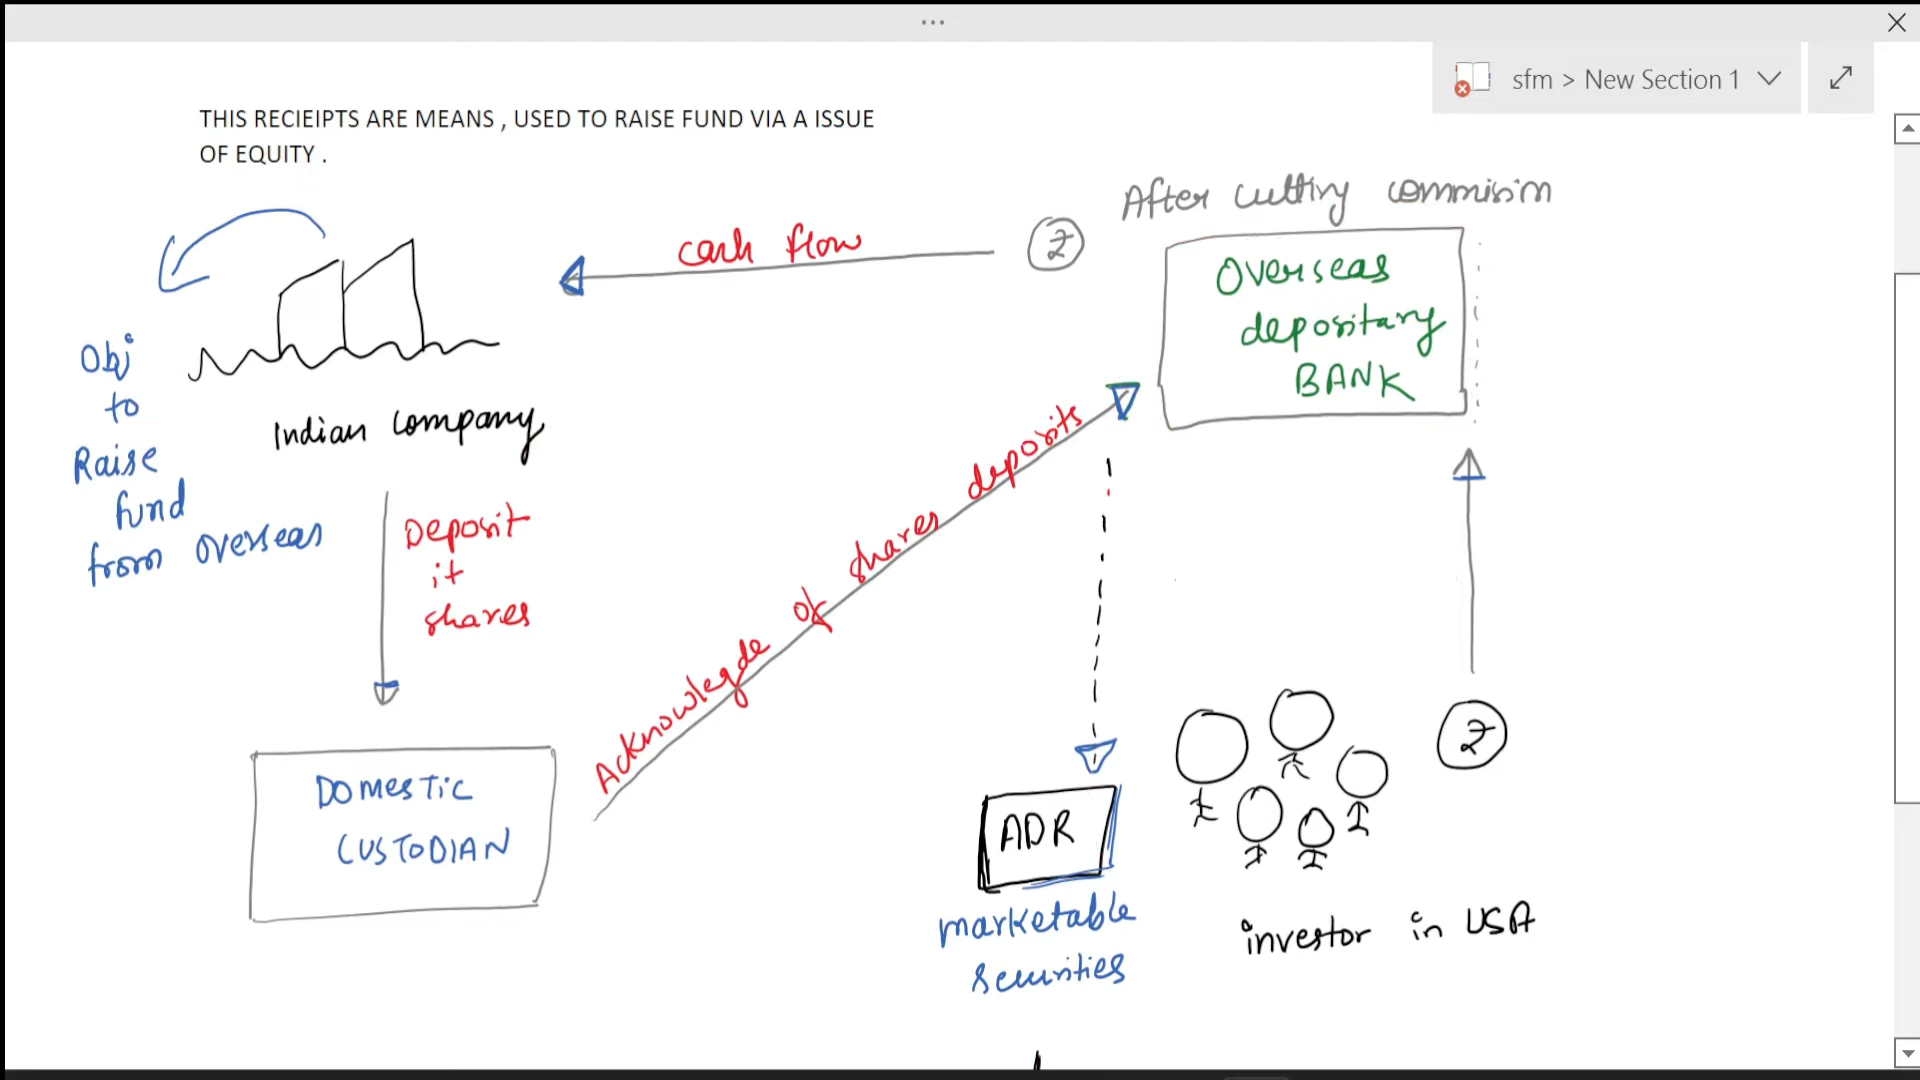 sfm > New Section 1
THIS RECIEIPTS ARE MEANS , USED TO RAISE FUND VIA A ISSUE
OF EQUITY .
After cutting commission
cash flow
₹
Overseas
depositary
BANK
Indian Company
Obj
to
Raise
fund
from overseas
Deposit
it
shares
Acknowlegde of shares deposits
DOMESTIC
CUSTODIAN
ADR
marketable
securities
₹
investor in USA